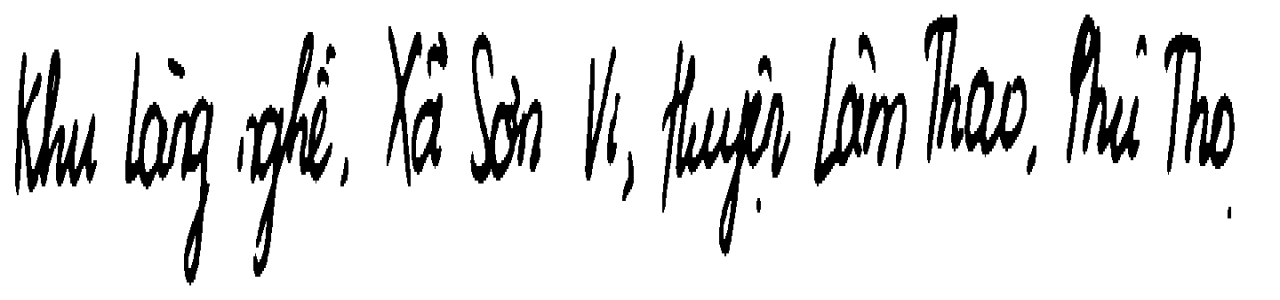 Khu Làng nghề, Xã Sơn Vi, Huyện Lâm Thao, Phú Thọ